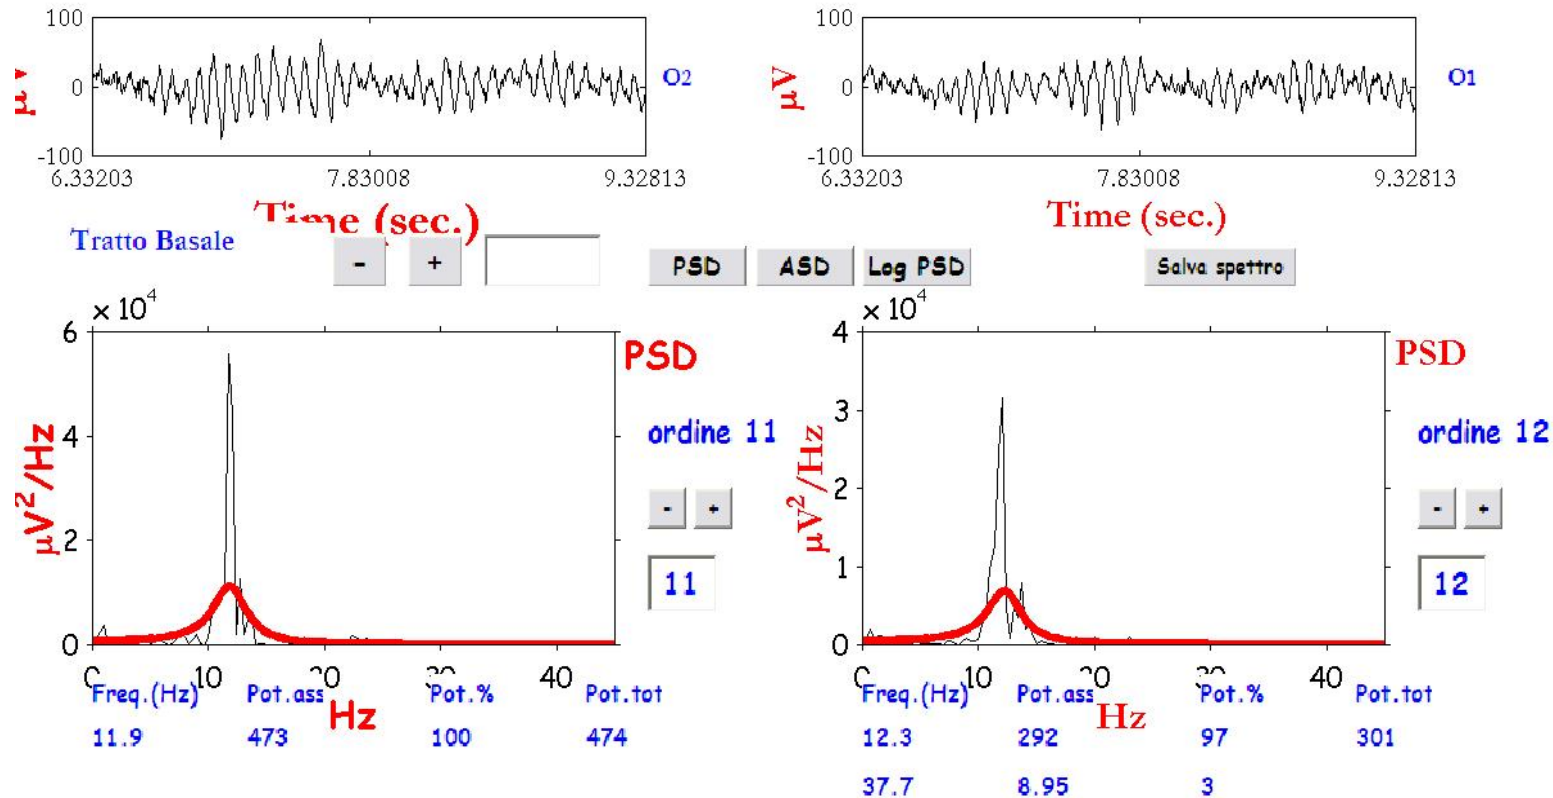 100
0
-100
μV
O2
6.33203 7.83008 9.32813
Time (sec.)
100
0
-100
μV
O1
6.33203 7.83008 9.32813
Time (sec.)
Tratto Basale
- +
PSD ASD Log PSD
Salva spettro
× 10⁴
6
4
2
0
μV²/Hz
PSD
ordine 11
- +
11
0 10 20 30 40
Hz
Freq.(Hz) Pot.ass Pot.% Pot.tot
11.9 473 100 474
× 10⁴
4
3
2
1
0
μV²/Hz
PSD
ordine 12
- +
12
0 10 20 30 40
Hz
Freq.(Hz) Pot.ass Pot.% Pot.tot
12.3 292 97 301
37.7 8.95 3